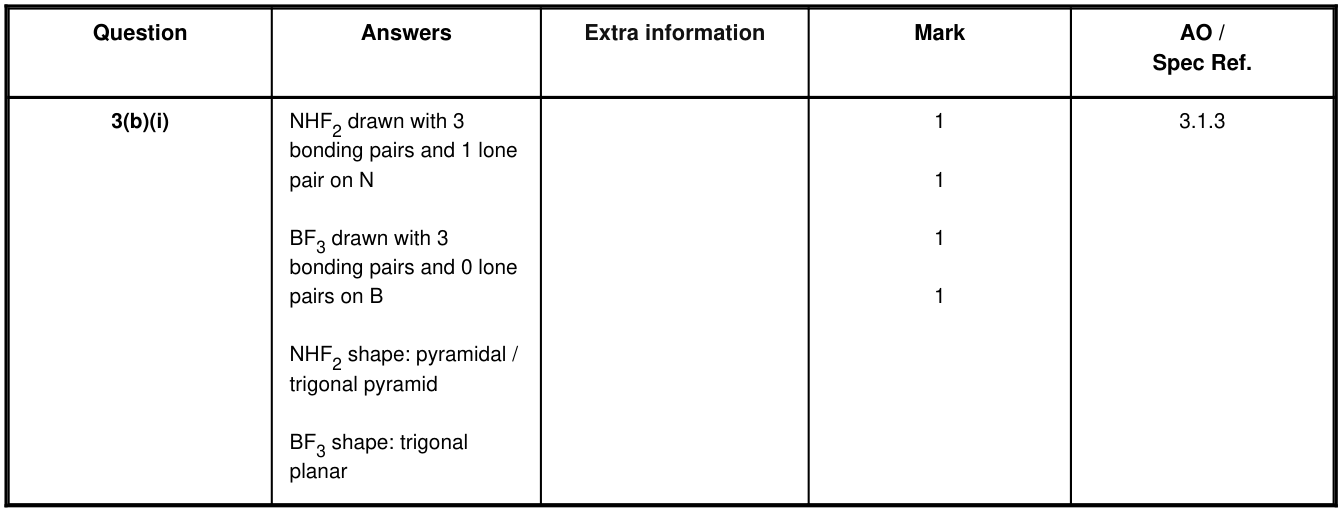 Question Answers Extra information Mark AO /
Spec Ref.
3(b)(i) NHF2 drawn with 3 1 3.1.3
bonding pairs and 1 lone
pair on N 1
BF3 drawn with 3 1
bonding pairs and 0 lone
pairs on B 1
NHF2 shape: pyramidal /
trigonal pyramid
BF3 shape: trigonal
planar